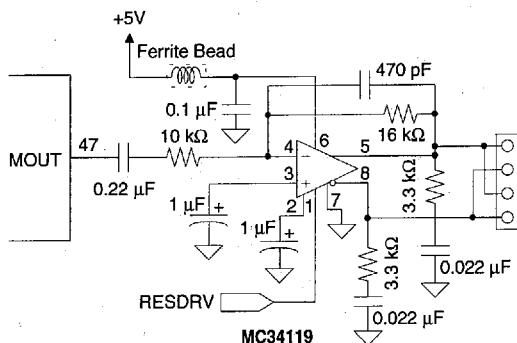 +5V
Ferrite Bead
470 pF
0.1 µF
6
16 kΩ
5
47
10 kΩ
4
MOUT
−
8
0.22 µF
3
+
1 µF
+
2
1
7
3.3 kΩ
1 µF
+
3.3 kΩ
0.022 µF
RESDRV
0.022 µF
MC34119